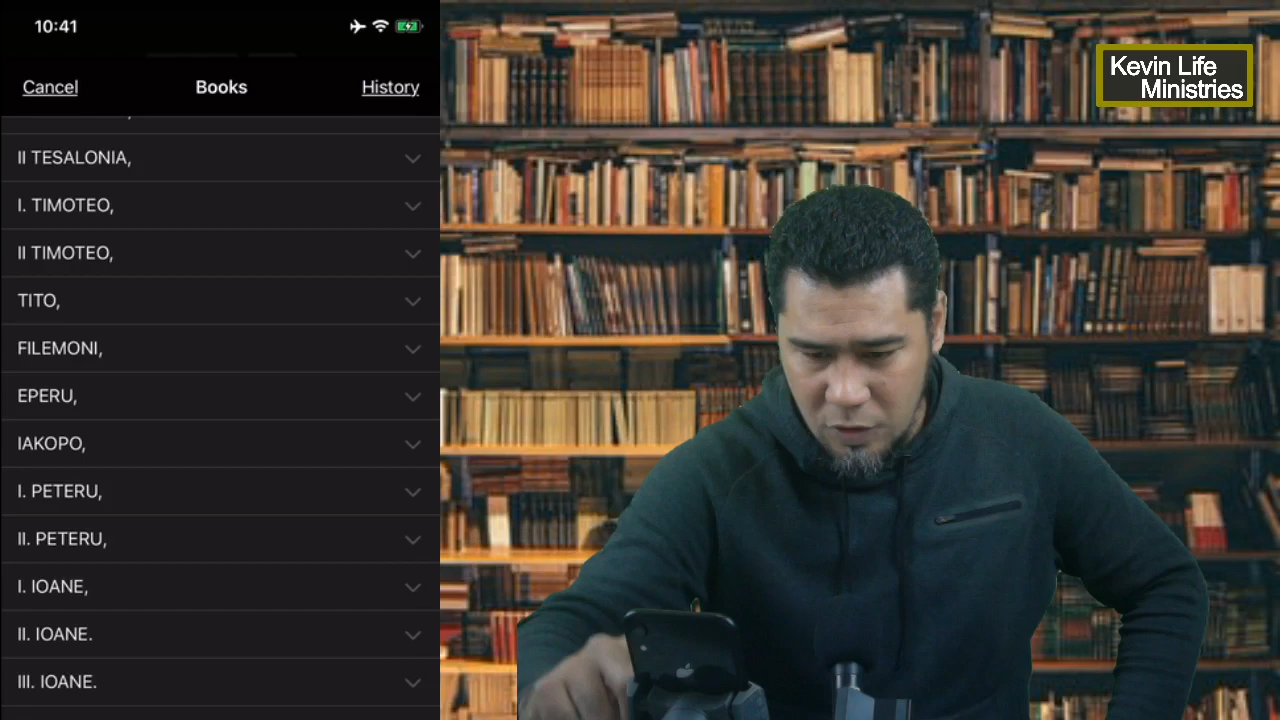 10:41
Cancel Books History
II TESALONIA,
I. TIMOTEO,
II TIMOTEO,
TITO,
FILEMONI,
EPERU,
IAKOPO,
I. PETERU,
II. PETERU,
I. IOANE,
II. IOANE.
III. IOANE.
Kevin Life
Ministries